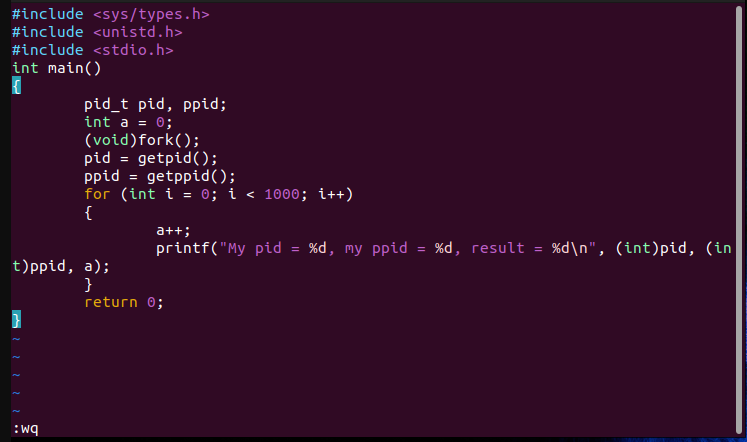 #include <sys/types.h>
#include <unistd.h>
#include <stdio.h>
int main()
{
        pid_t pid, ppid;
        int a = 0;
        (void)fork();
        pid = getpid();
        ppid = getppid();
        for (int i = 0; i < 1000; i++)
        {
                a++;
                printf("My pid = %d, my ppid = %d, result = %d\n", (int)pid, (in
t)ppid, a);
        }
        return 0;
}
~
~
~
~
~
:wq